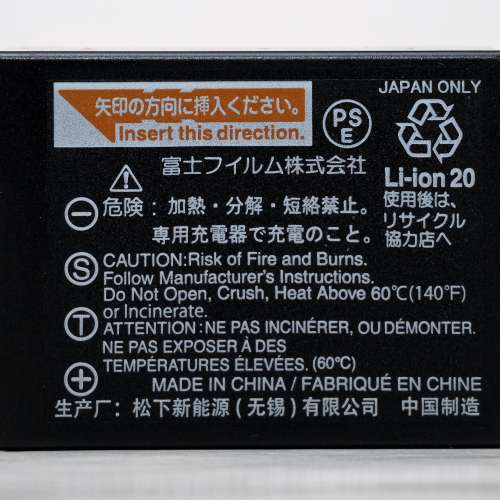 JAPAN ONLY
矢印の方向に挿入ください。
Insert this direction.
PS
E
富士フイルム株式会社
Li-ion 20
使用後は、
リサイクル
協力店へ
危険：加熱・分解・短絡禁止。
専用充電器で充電のこと。
S
CAUTION:Risk of Fire and Burns.
Follow Manufacturer's Instructions.
Do Not Open, Crush, Heat Above 60℃(140℉)
or Incinerate.
T
ATTENTION : NE PAS INCINÉRER, OU DÉMONTER.
NE PAS EXPOSER À DES
TEMPÉRATURES ÉLEVÉES. (60℃)
MADE IN CHINA / FABRIQUÉ EN CHINE
生产厂：松下新能源(无锡)有限公司 中国制造